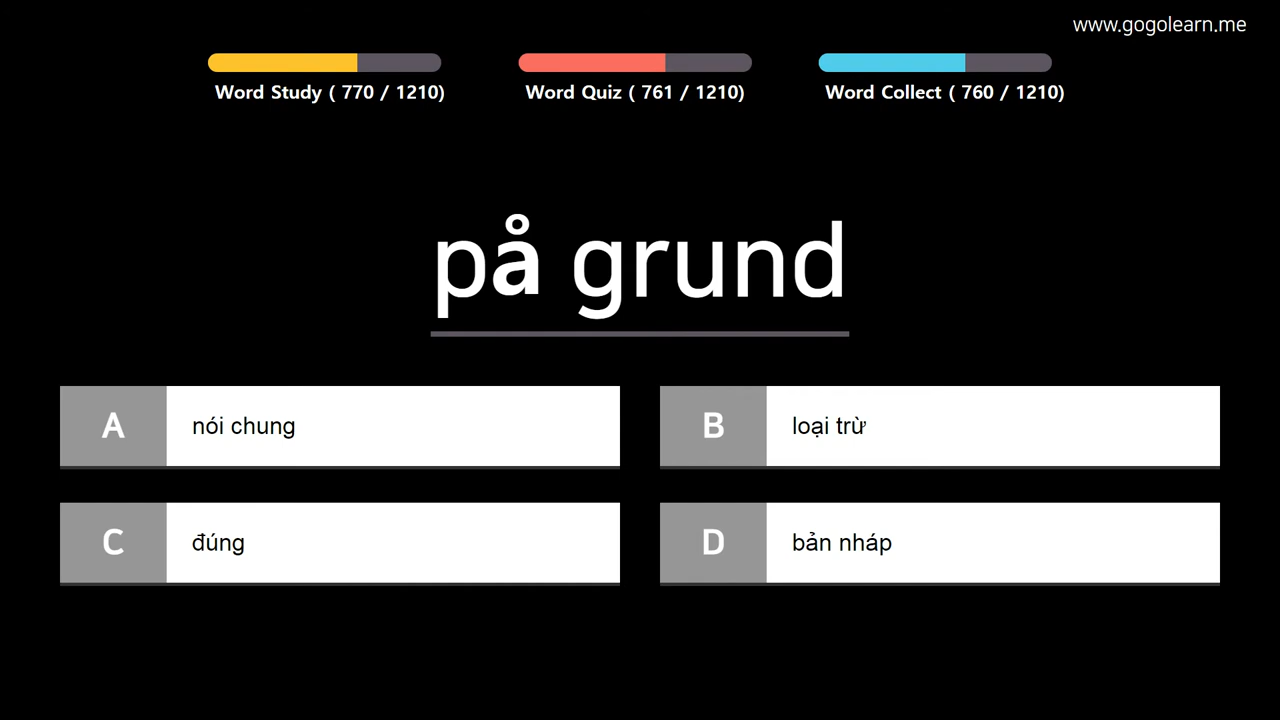 www.gogolearn.me
Word Study ( 770 / 1210)
Word Quiz ( 761 / 1210)
Word Collect ( 760 / 1210)
på grund
A nói chung
B loại trừ
C đúng
D bản nháp